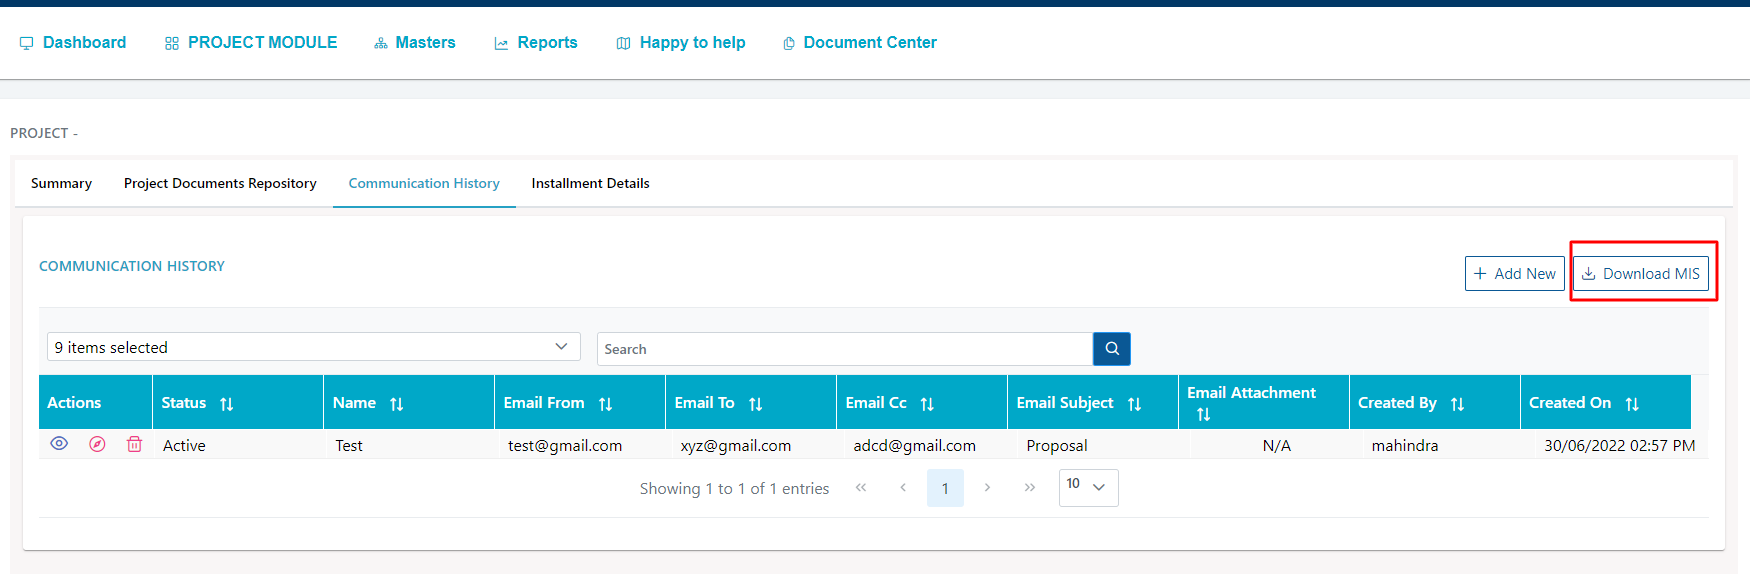 Dashboard PROJECT MODULE Masters Reports Happy to help Document Center
PROJECT -
Summary Project Documents Repository Communication History Installment Details
COMMUNICATION HISTORY
Add New Download MIS
9 items selected Search
Actions Status Name Email From Email To Email Cc Email Subject Email Attachment Created By Created On
Active Test test@gmail.com xyz@gmail.com adcd@gmail.com Proposal N/A mahindra 30/06/2022 02:57 PM
Showing 1 to 1 of 1 entries « ‹ 1 › » 10